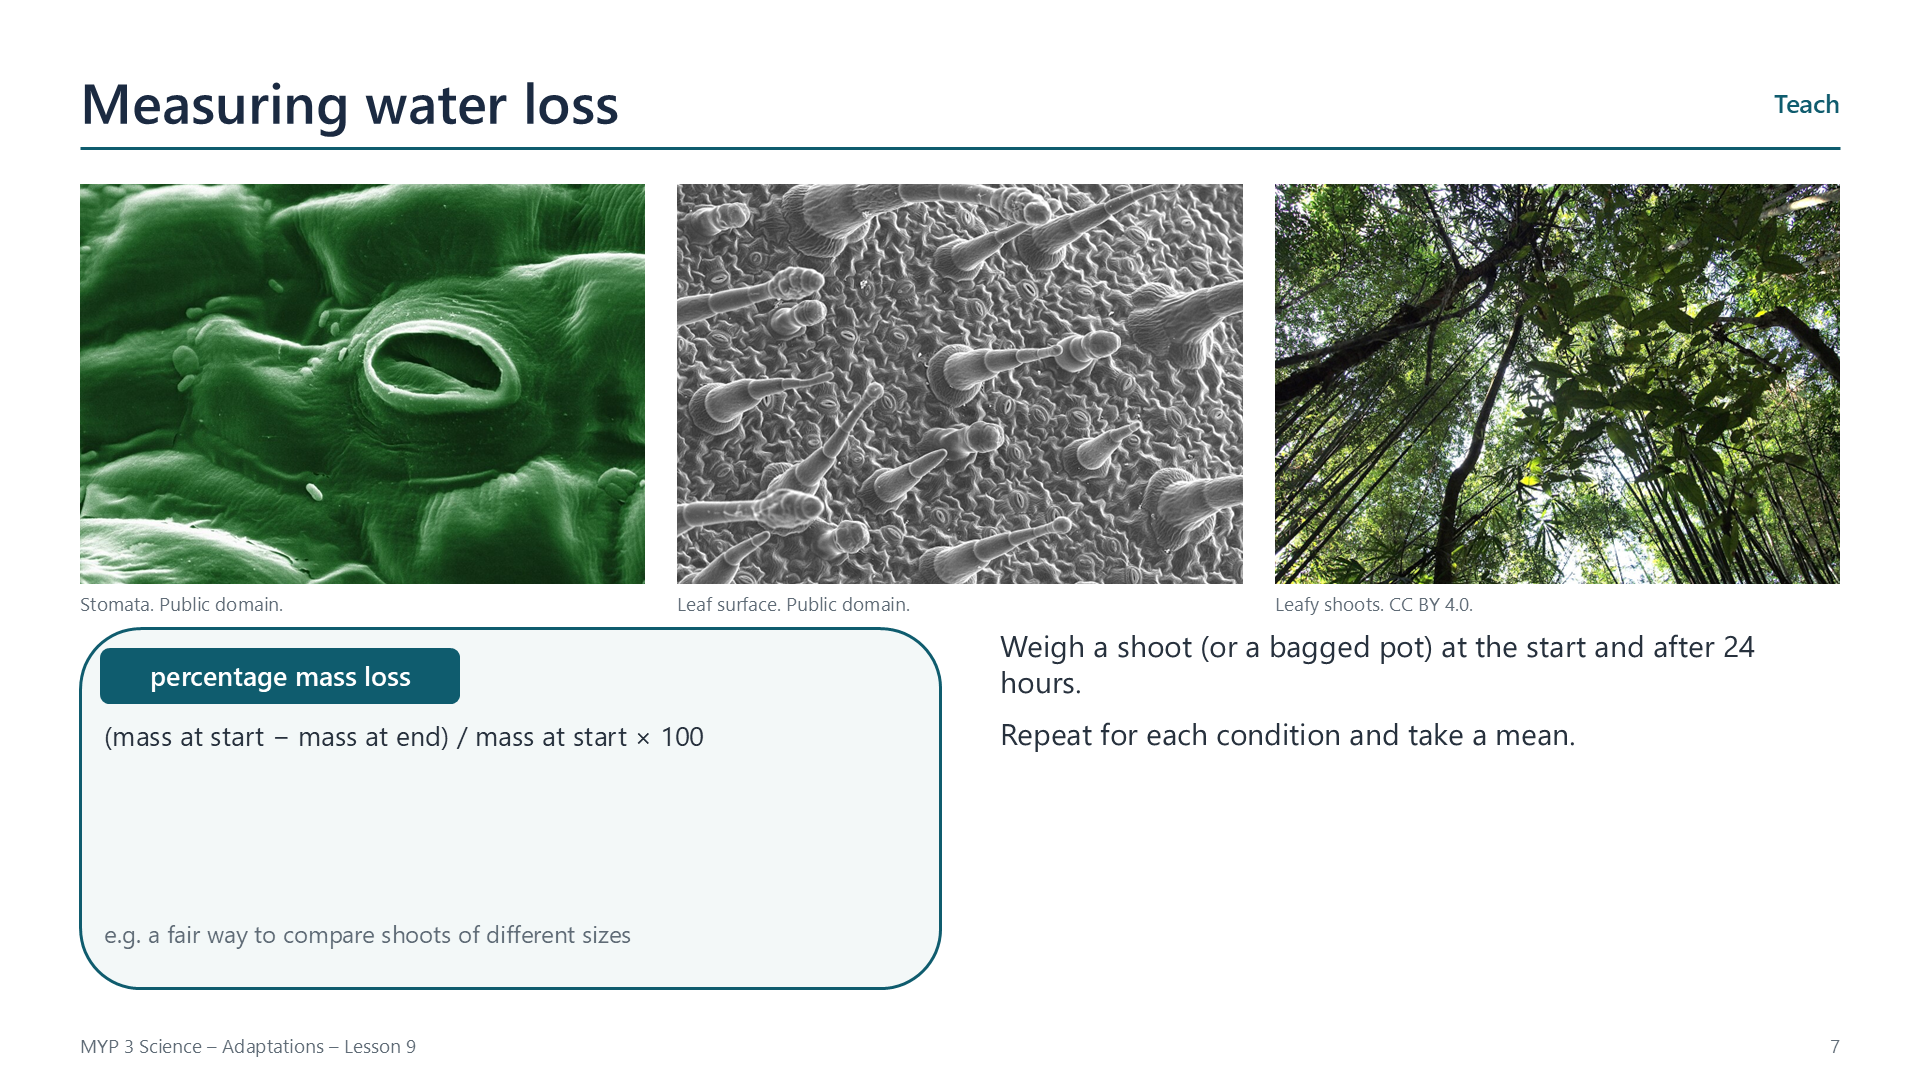 Measuring water loss
Teach
Stomata. Public domain.
Leaf surface. Public domain.
Leafy shoots. CC BY 4.0.
percentage mass loss
(mass at start − mass at end) / mass at start × 100
e.g. a fair way to compare shoots of different sizes
Weigh a shoot (or a bagged pot) at the start and after 24
hours.
Repeat for each condition and take a mean.
MYP 3 Science – Adaptations – Lesson 9
7